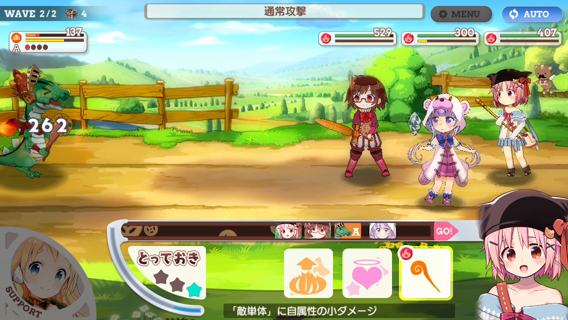 WAVE 2/2 4
通常攻撃
MENU
AUTO
137
A
529
300
407
262
A
GO!
とっておき
SUPPORT
「敵単体」に自属性の小ダメージ